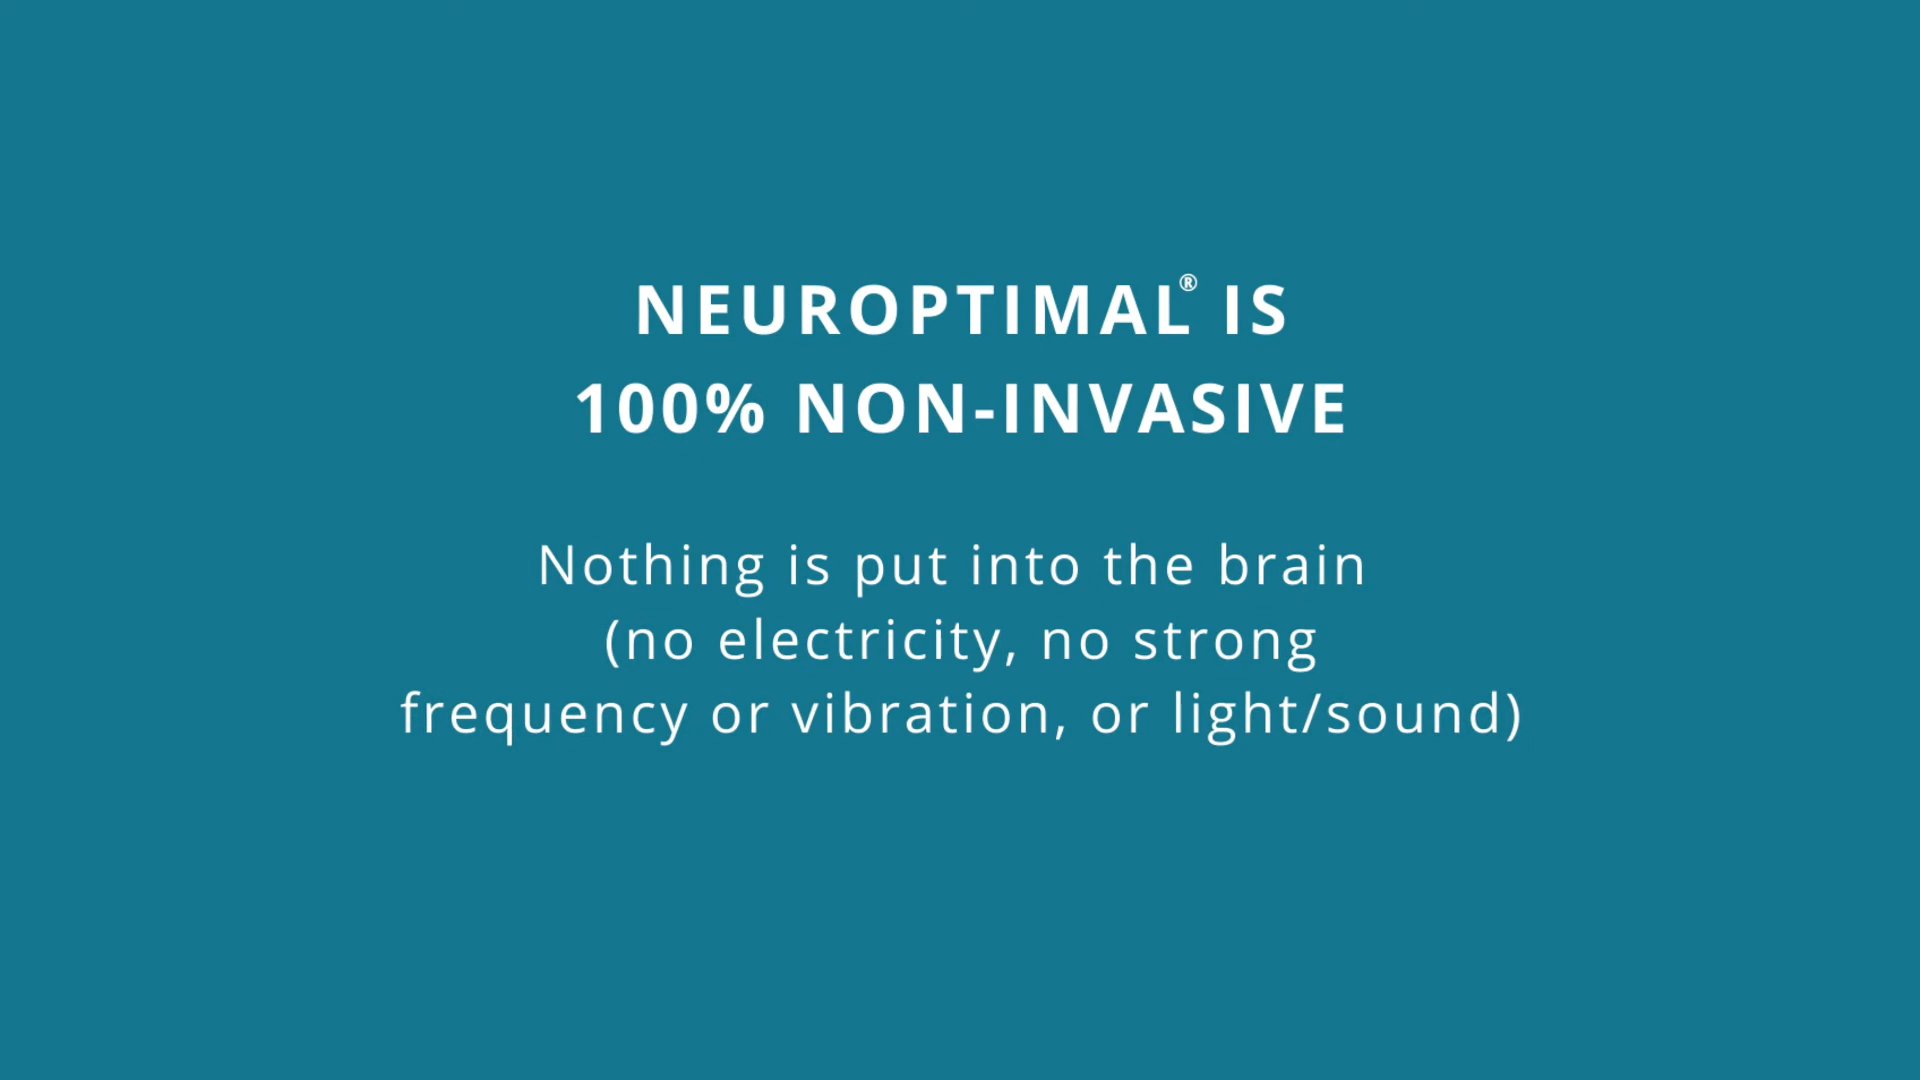 NEUROPTIMAL® IS
100% NON-INVASIVE
Nothing is put into the brain
(no electricity, no strong
frequency or vibration, or light/sound)